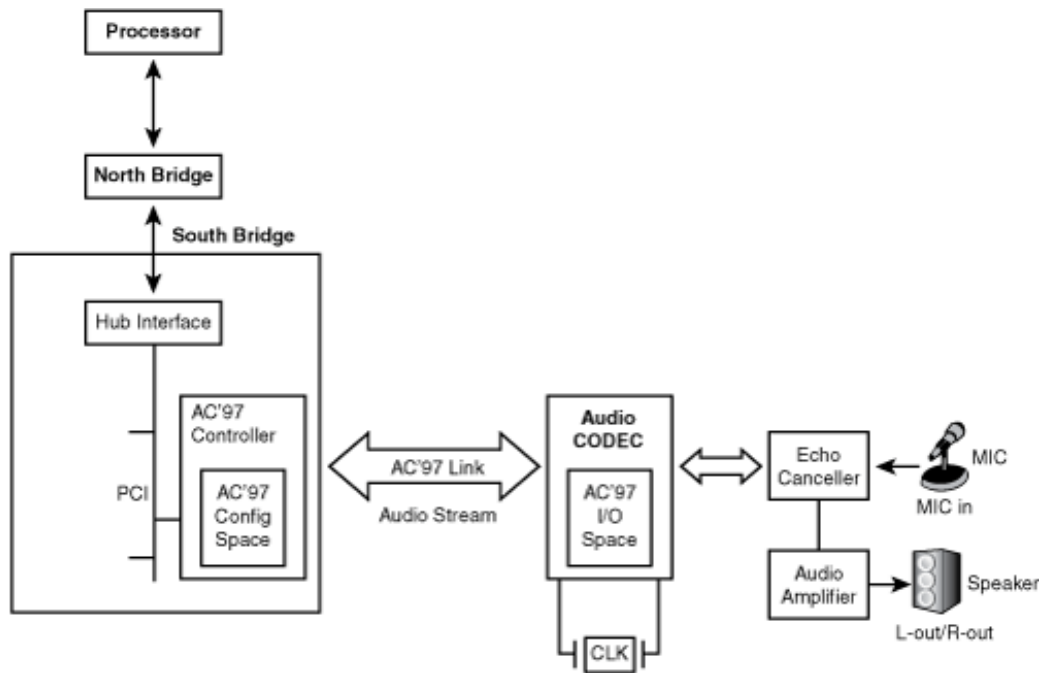 Processor
North Bridge
South Bridge
Hub Interface
AC'97
Controller
PCI
AC'97
Config
Space
AC'97 Link
Audio Stream
Audio
CODEC
AC'97
I/O
Space
CLK
Echo
Canceller
MIC
MIC in
Audio
Amplifier
Speaker
L-out/R-out